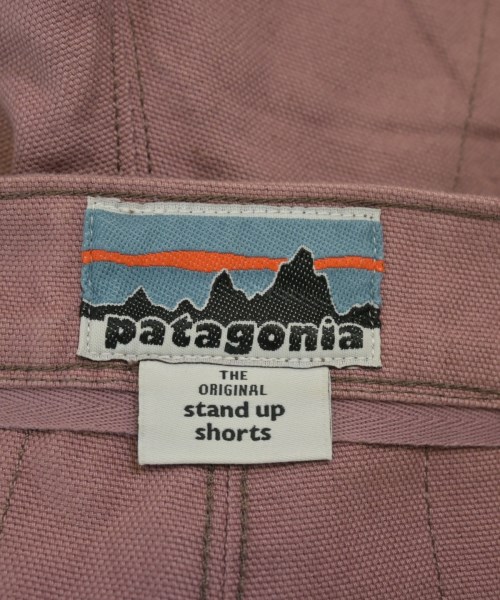 patagonia
THE
ORIGINAL
stand up
shorts